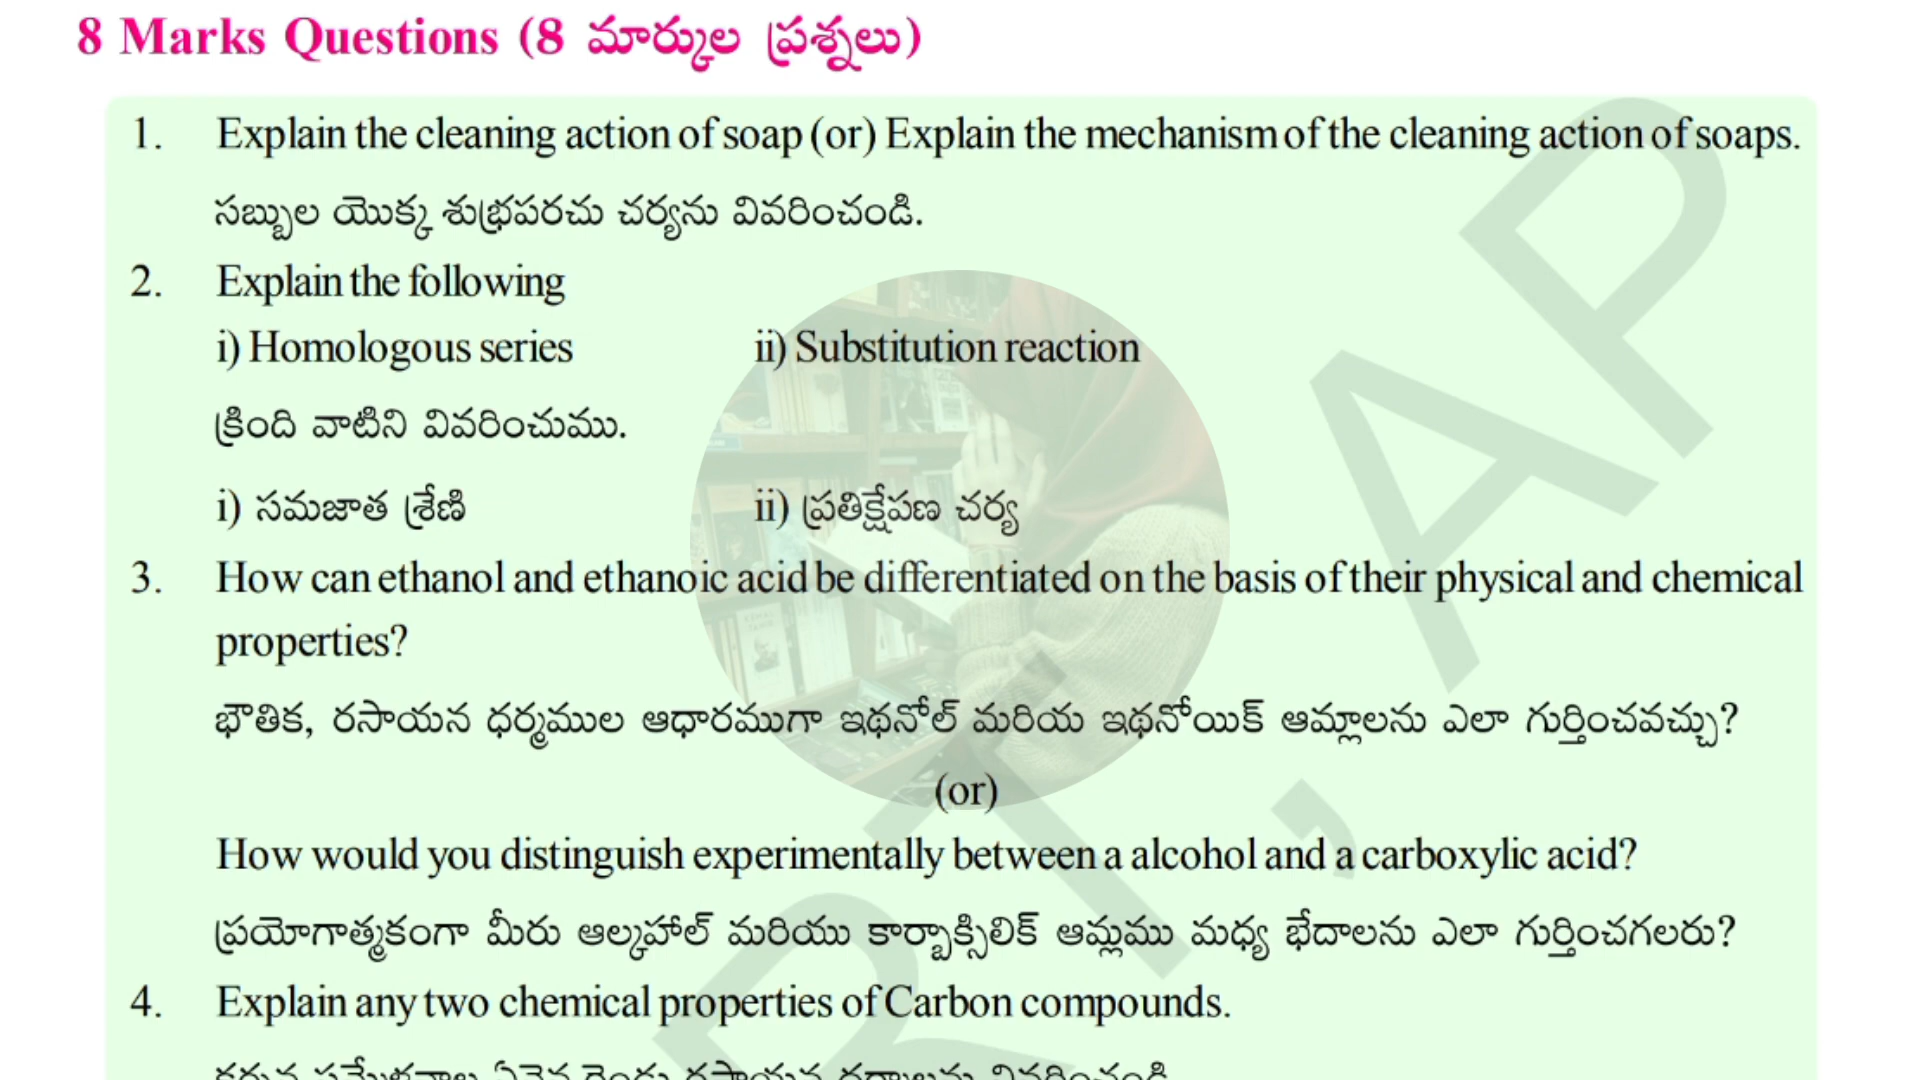 8 Marks Questions (8 మార్కుల ప్రశ్నలు)
1. Explain the cleaning action of soap (or) Explain the mechanism of the cleaning action of soaps.
సబ్బుల యొక్క శుభ్రపరచు చర్యను వివరించండి.
2. Explain the following
i) Homologous series ii) Substitution reaction
క్రింది వాటిని వివరించుము.
i) సమజాత శ్రేణి ii) ప్రతిక్షేపణ చర్య
3. How can ethanol and ethanoic acid be differentiated on the basis of their physical and chemical
properties?
భౌతిక, రసాయన ధర్మముల ఆధారముగా ఇథనోల్ మరియ ఇథనోయిక్ ఆమ్లాలను ఎలా గుర్తించవచ్చు?
(or)
How would you distinguish experimentally between a alcohol and a carboxylic acid?
ప్రయోగాత్మకంగా మీరు ఆల్కహాల్ మరియు కార్బాక్సిలిక్ ఆమ్లము మధ్య భేదాలను ఎలా గుర్తించగలరు?
4. Explain any two chemical properties of Carbon compounds.
RT, AP